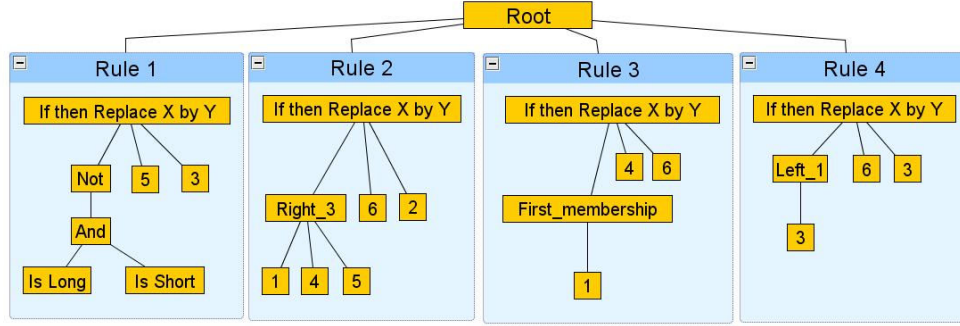 Root
Rule 1
If then Replace X by Y
Not 5 3
And
Is Long Is Short
Rule 2
If then Replace X by Y
Right_3 6 2
1 4 5
Rule 3
If then Replace X by Y
4 6
First_membership
1
Rule 4
If then Replace X by Y
Left_1 6 3
3